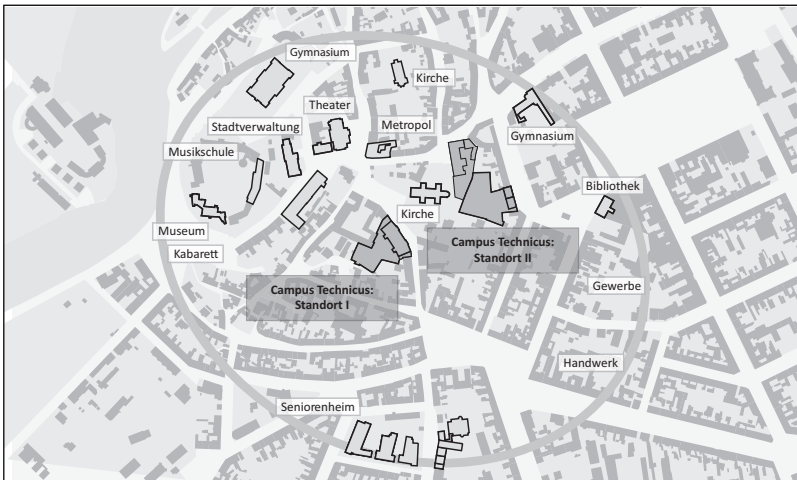 Gymnasium
Kirche
Theater
Metropol
Stadtverwaltung
Gymnasium
Musikschule
Bibliothek
Kirche
Museum
Kabarett
Campus Technicus:
Standort II
Campus Technicus:
Standort I
Gewerbe
Handwerk
Seniorenheim